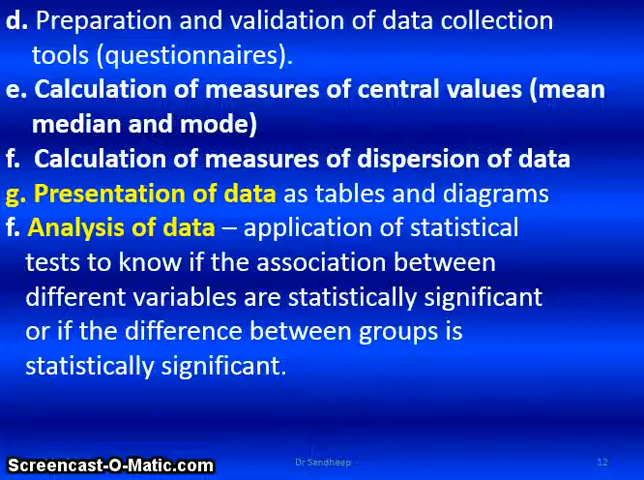 d. Preparation and validation of data collection
tools (questionnaires).
e. Calculation of measures of central values (mean
median and mode)
f. Calculation of measures of dispersion of data
g. Presentation of data as tables and diagrams
f. Analysis of data – application of statistical
tests to know if the association between
different variables are statistically significant
or if the difference between groups is
statistically significant.
Screencast-O-Matic.com
Dr Sandheep
12